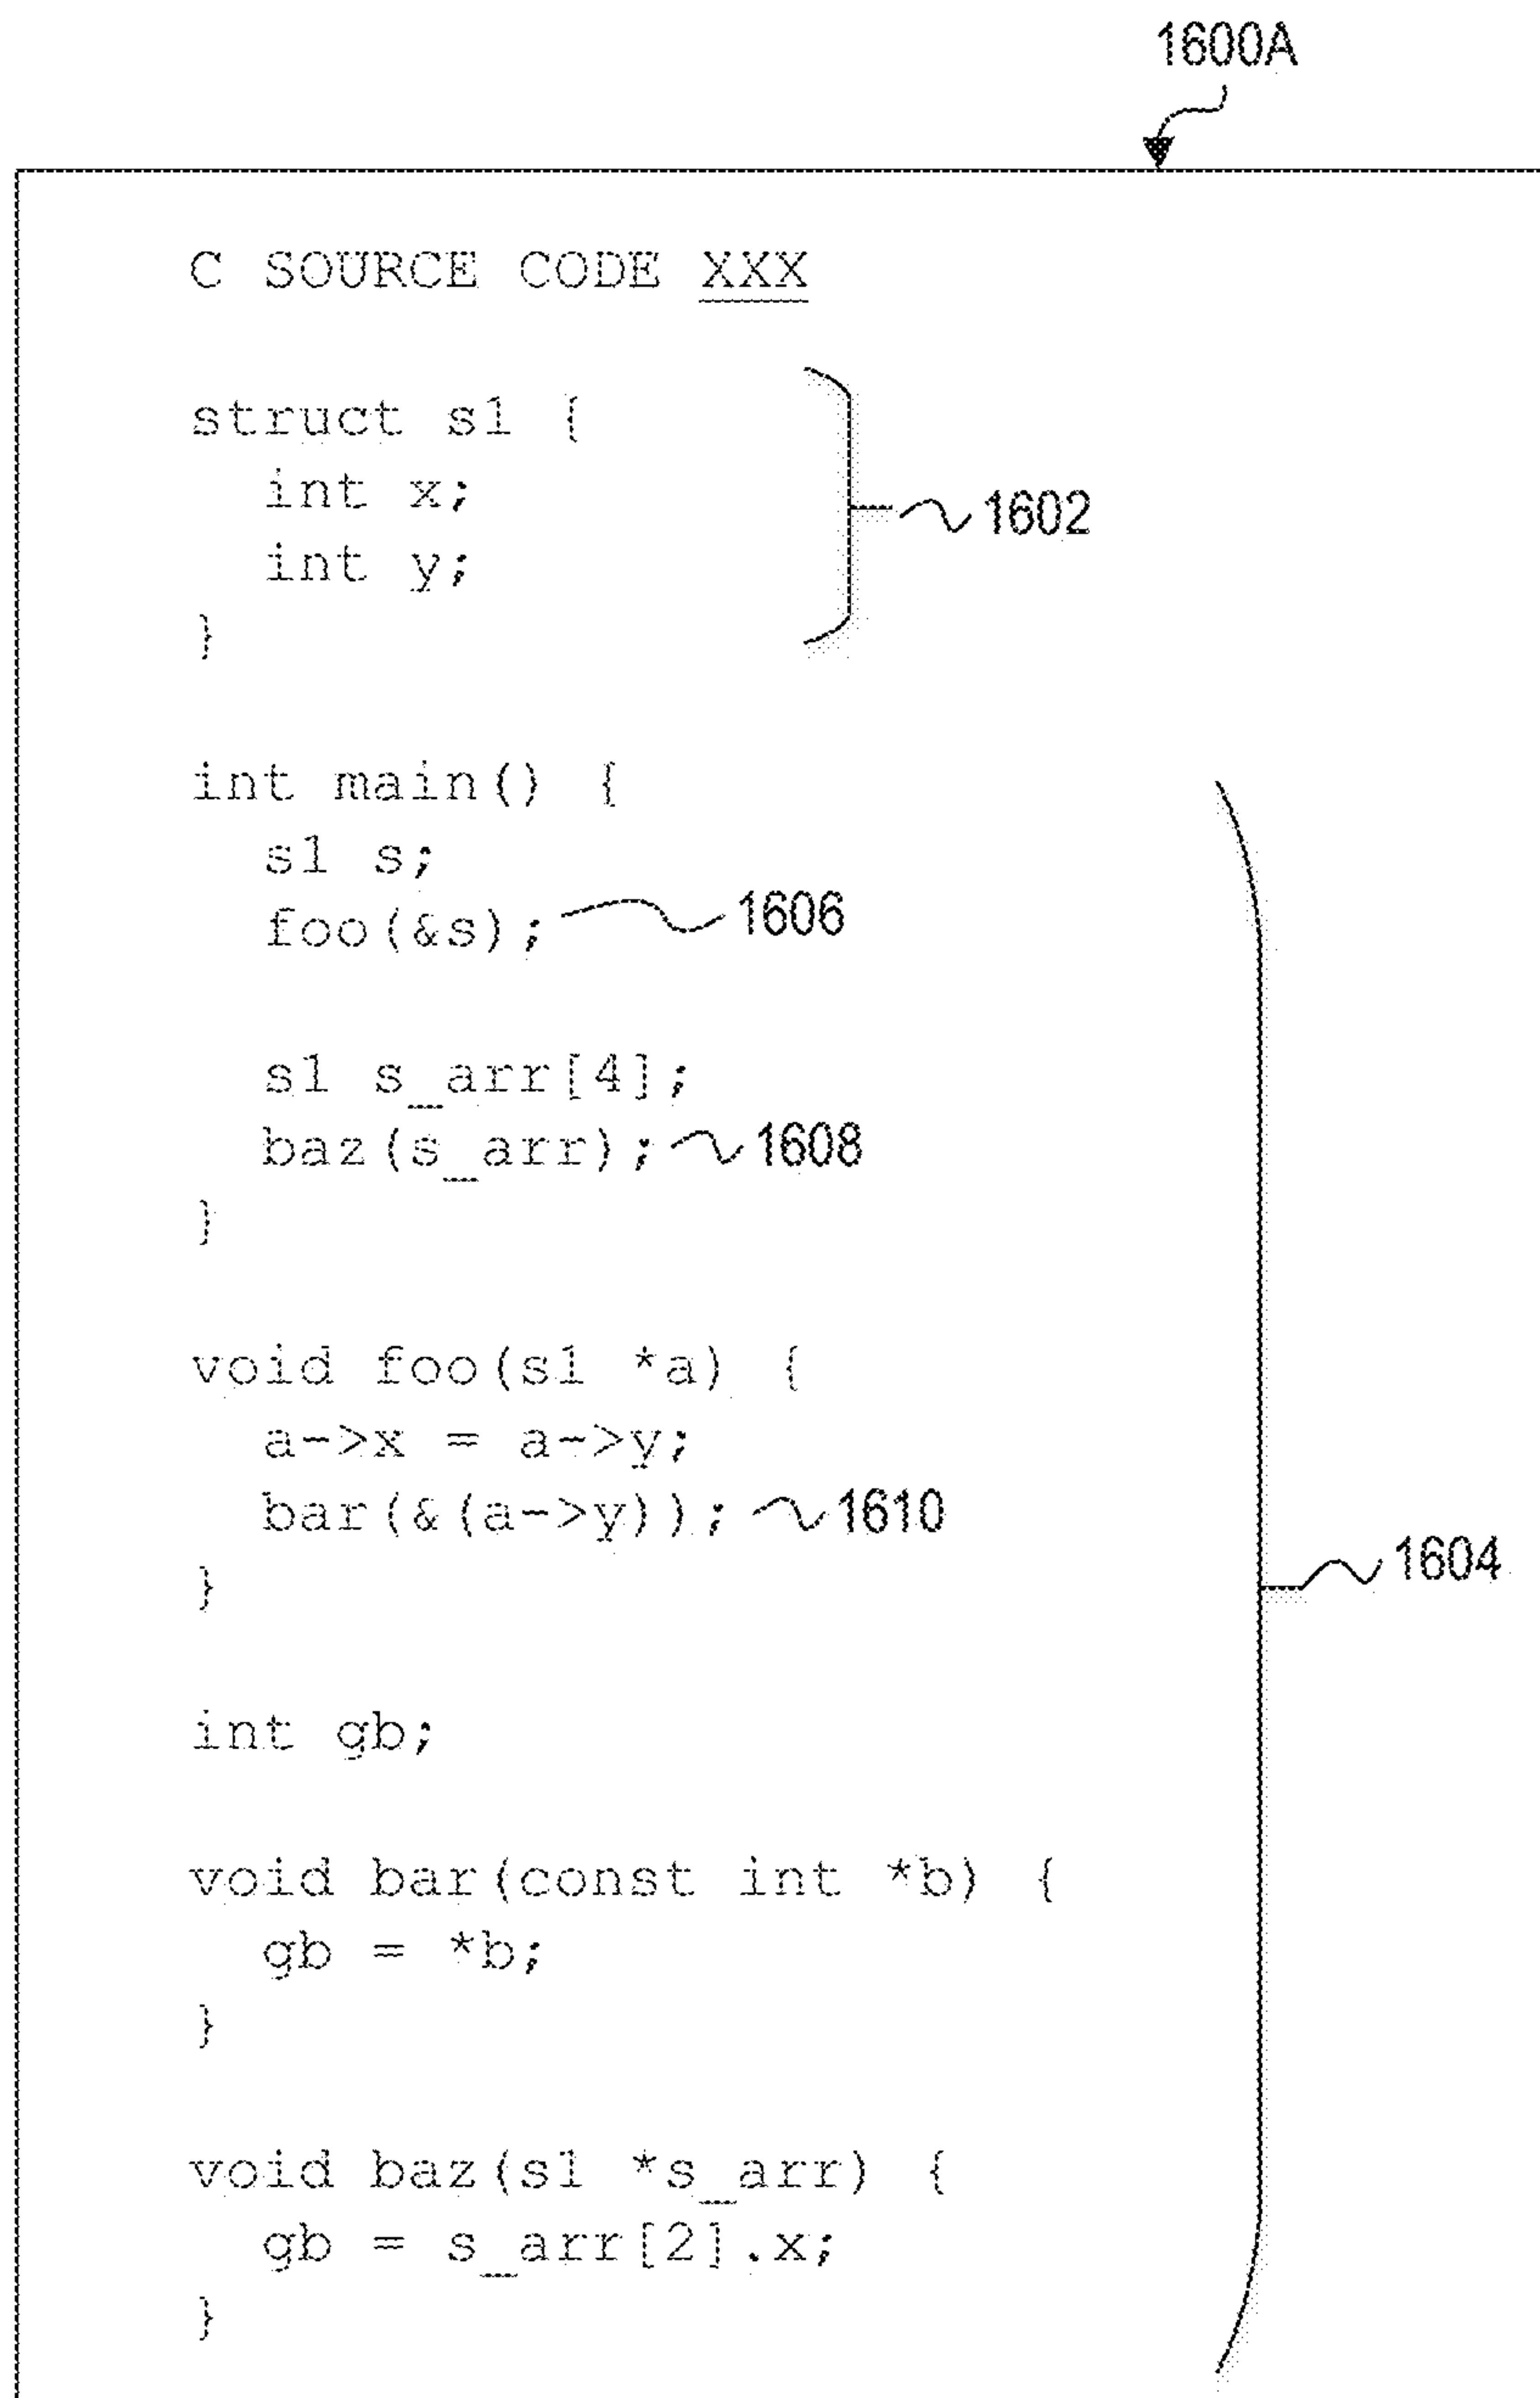 1600A
C SOURCE CODE XXX
struct s1 {
int x;
int y;
}
1602
int main() {
s1 s;
foo(&s);
1606
s1 s_arr[4];
baz(s_arr);
1608
}
void foo(s1 *a) {
a->x = a->y;
bar(&(a->y));
1610
}
1604
int gb;
void bar(const int *b) {
gb = *b;
}
void baz(s1 *s_arr) {
gb = s_arr[2].x;
}